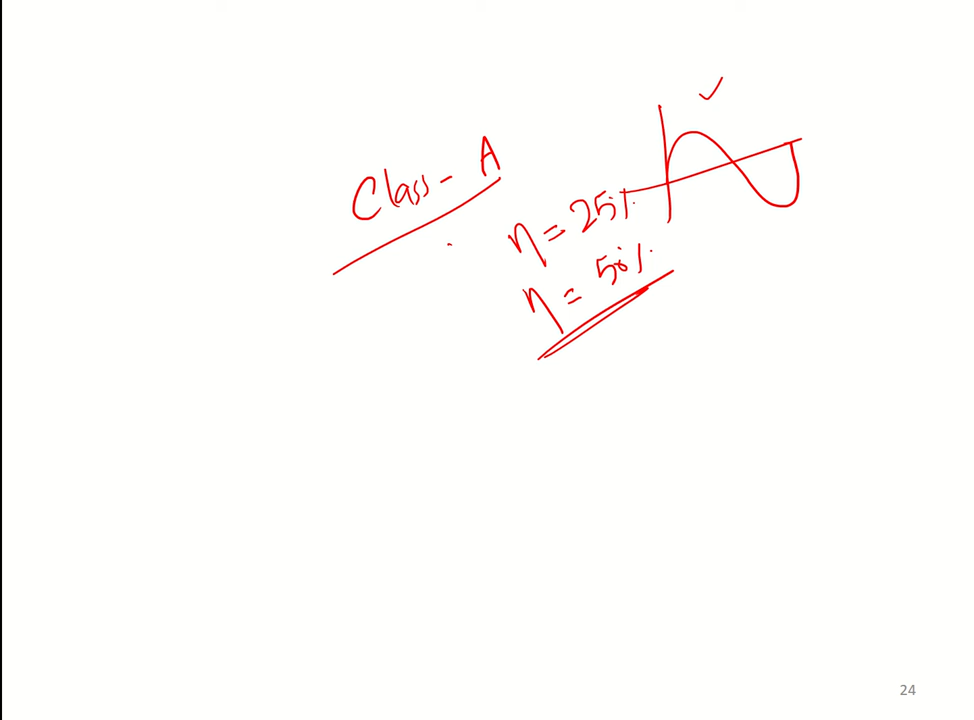 Class- A
η = 25%
η = 50%
24